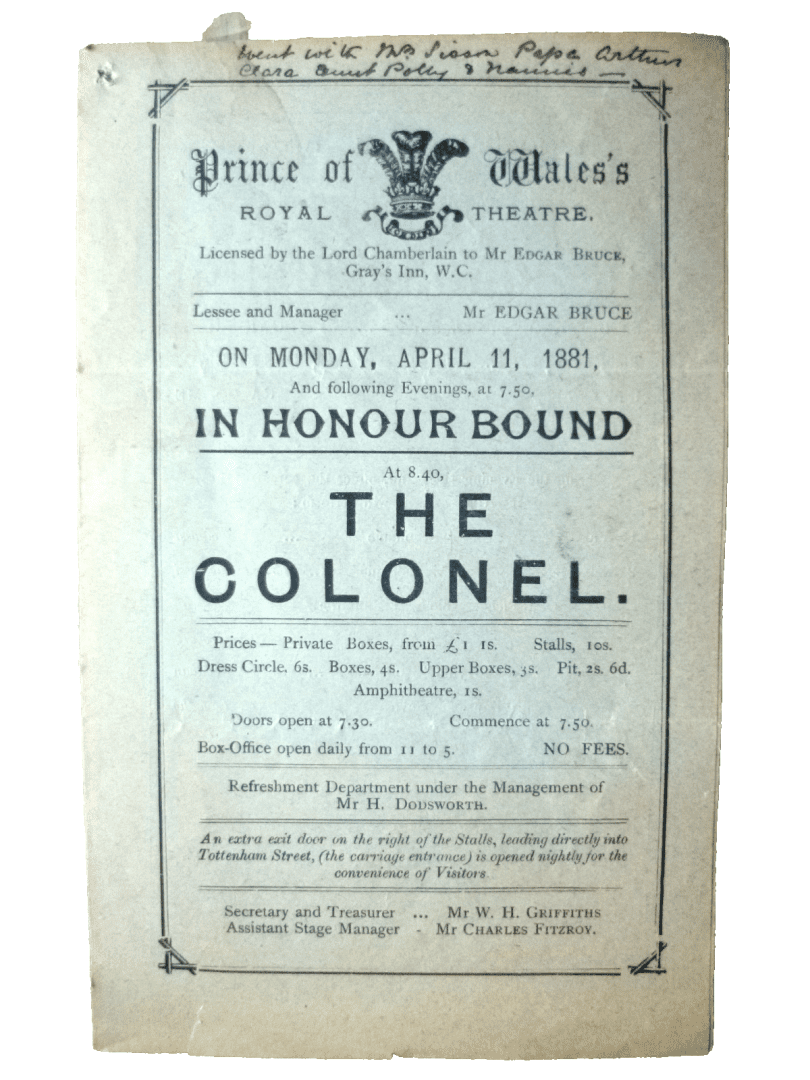 Went with Mrs Sisson Papa Arthur
Clara Aunt Polly & Nannie —
Prince of Wales's
ROYAL THEATRE.
Licensed by the Lord Chamberlain to Mr EDGAR BRUCE,
Gray's Inn, W.C.
Lessee and Manager ... Mr EDGAR BRUCE
ON MONDAY, APRIL 11, 1881,
And following Evenings, at 7.50,
IN HONOUR BOUND
At 8.40,
THE
COLONEL.
Prices — Private Boxes, from £1 1s. Stalls, 10s.
Dress Circle. 6s. Boxes, 4s. Upper Boxes, 3s. Pit, 2s. 6d.
Amphitheatre, 1s.
Doors open at 7.30. Commence at 7.50.
Box-Office open daily from 11 to 5. NO FEES.
Refreshment Department under the Management of
Mr H. DODSWORTH.
An extra exit door on the right of the Stalls, leading directly into
Tottenham Street, (the carriage entrance) is opened nightly for the
convenience of Visitors
Secretary and Treasurer ... Mr W. H. GRIFFITHS
Assistant Stage Manager - Mr CHARLES FITZROY.